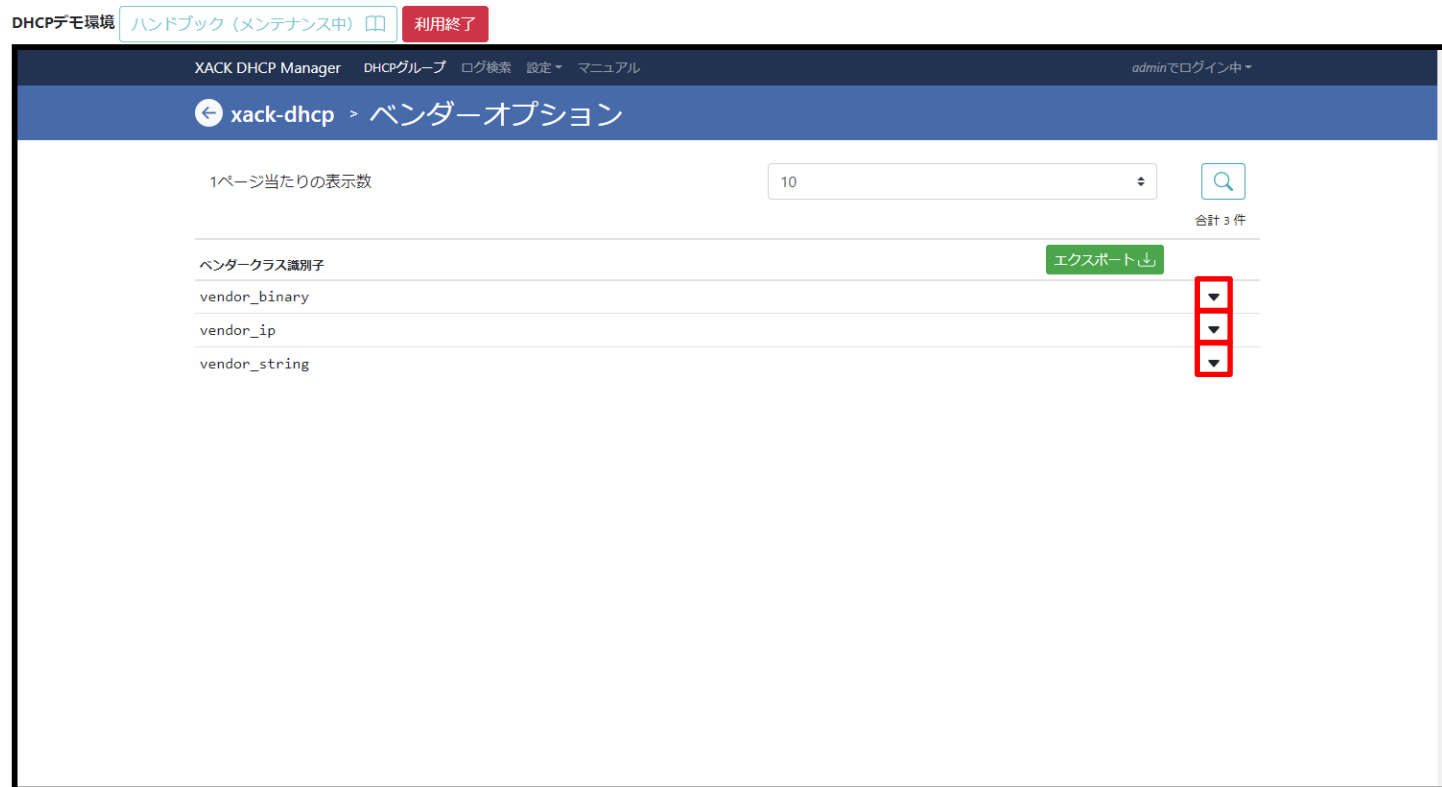 DHCPデモ環境 ハンドブック（メンテナンス中） 利用終了
XACK DHCP Manager DHCPグループ ログ検索 設定 マニュアル adminでログイン中
xack-dhcp > ベンダーオプション
1ページ当たりの表示数 10
合計 3 件
ベンダークラス識別子 エクスポート
vendor_binary
vendor_ip
vendor_string